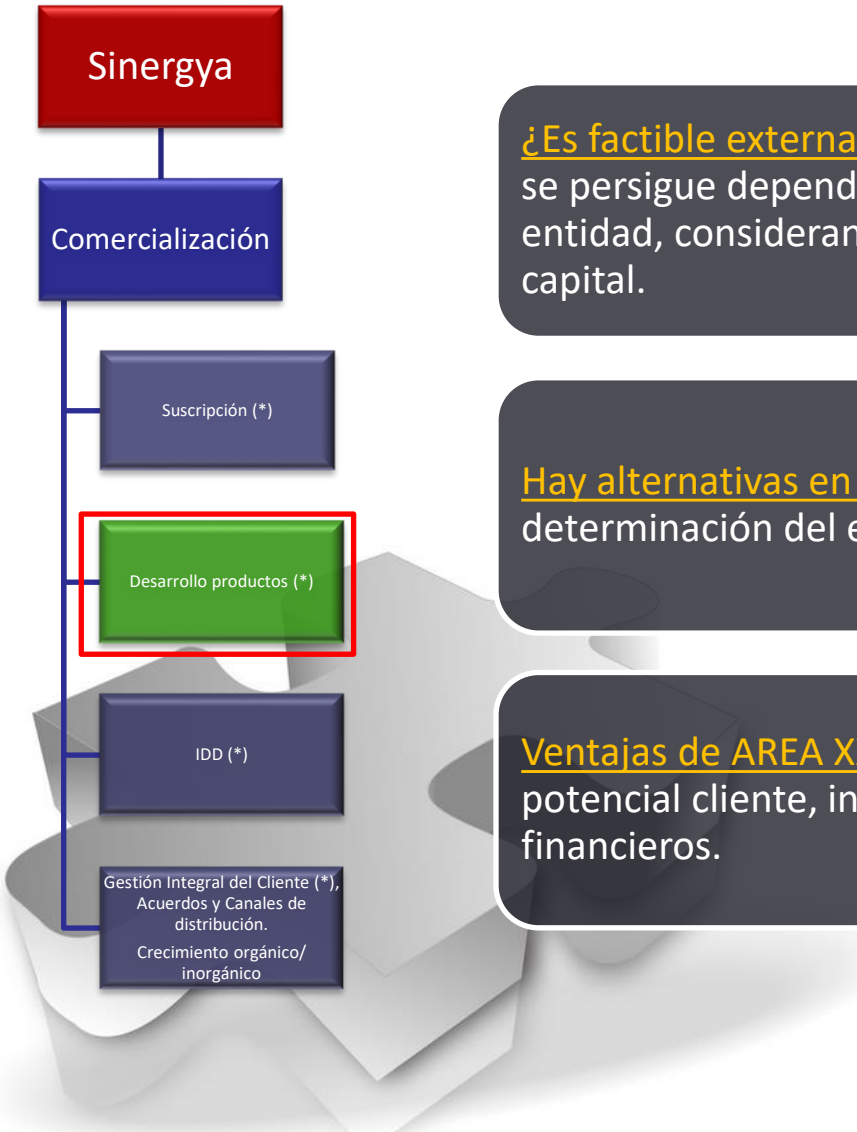 Sinergya
Comercialización
Suscripción (*)
Desarrollo productos (*)
IDD (*)
Gestión Integral del Cliente (*),
Acuerdos y Canales de
distribución.
Crecimiento orgánico/
inorgánico
¿Es factible externa
se persigue depend
entidad, consideran
capital.
Hay alternativas en
determinación del e
Ventajas de AREA X
potencial cliente, in
financieros.